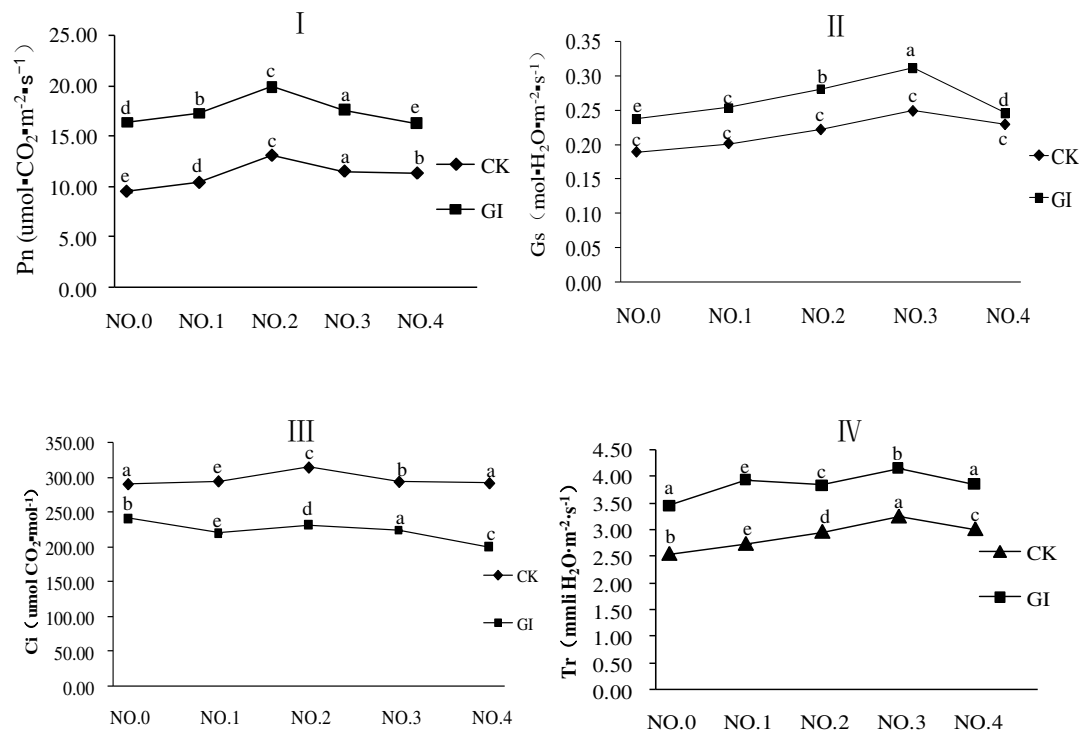 I
Pn (umol▪CO₂▪m⁻²▪s⁻¹)
25.00
20.00
15.00
10.00
5.00
0.00
d b c a e
e d c a b
CK
GI
NO.0 NO.1 NO.2 NO.3 NO.4
II
Gs（mol▪H₂O▪m⁻²▪s⁻¹)
0.35
0.30
0.25
0.20
0.15
0.10
0.05
0.00
e c b a d
c c c c c
CK
GI
NO.0 NO.1 NO.2 NO.3 NO.4
III
Ci（umol CO₂▪mol⁻¹)
350.00
300.00
250.00
200.00
150.00
100.00
50.00
0.00
a e c b a
b e d a c
CK
GI
NO.0 NO.1 NO.2 NO.3 NO.4
IV
Tr（mmli H₂O·m⁻²·s⁻¹)
4.50
4.00
3.50
3.00
2.50
2.00
1.50
1.00
0.50
0.00
a e c b a
b e d a c
CK
GI
NO.0 NO.1 NO.2 NO.3 NO.4